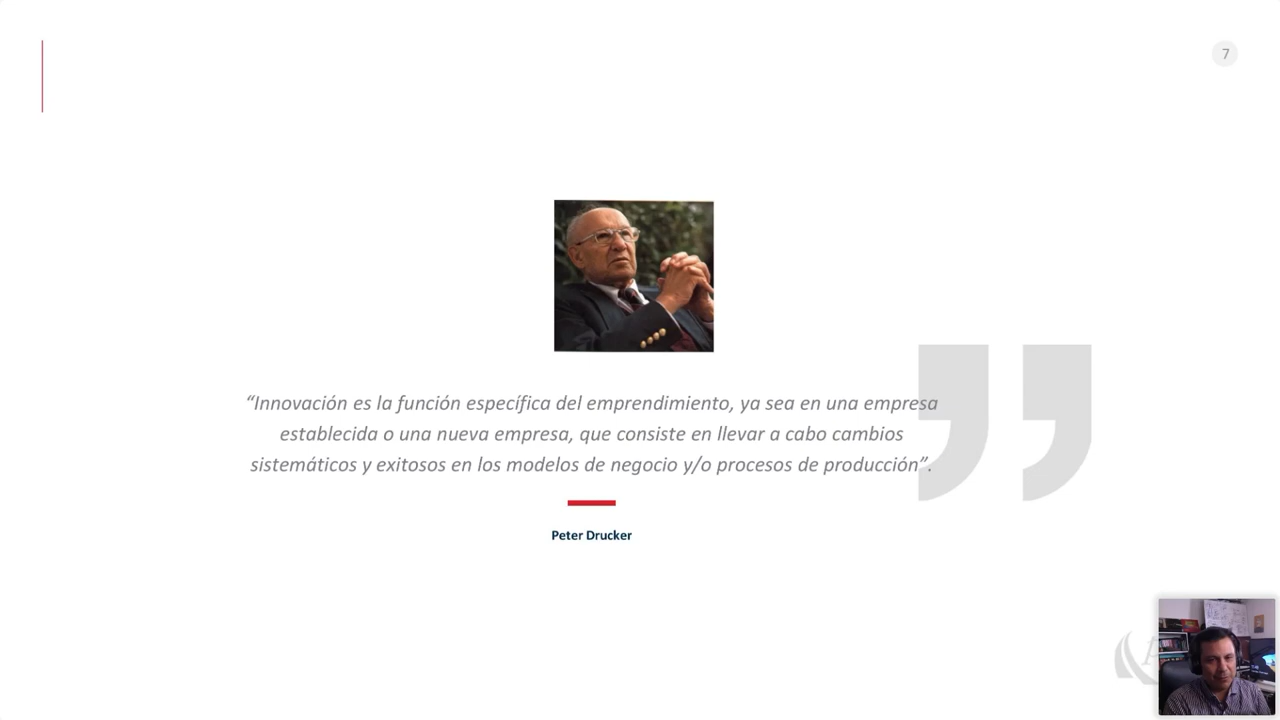 7
“Innovación es la función específica del emprendimiento, ya sea en una empresa
establecida o una nueva empresa, que consiste en llevar a cabo cambios
sistemáticos y exitosos en los modelos de negocio y/o procesos de producción”.
Peter Drucker